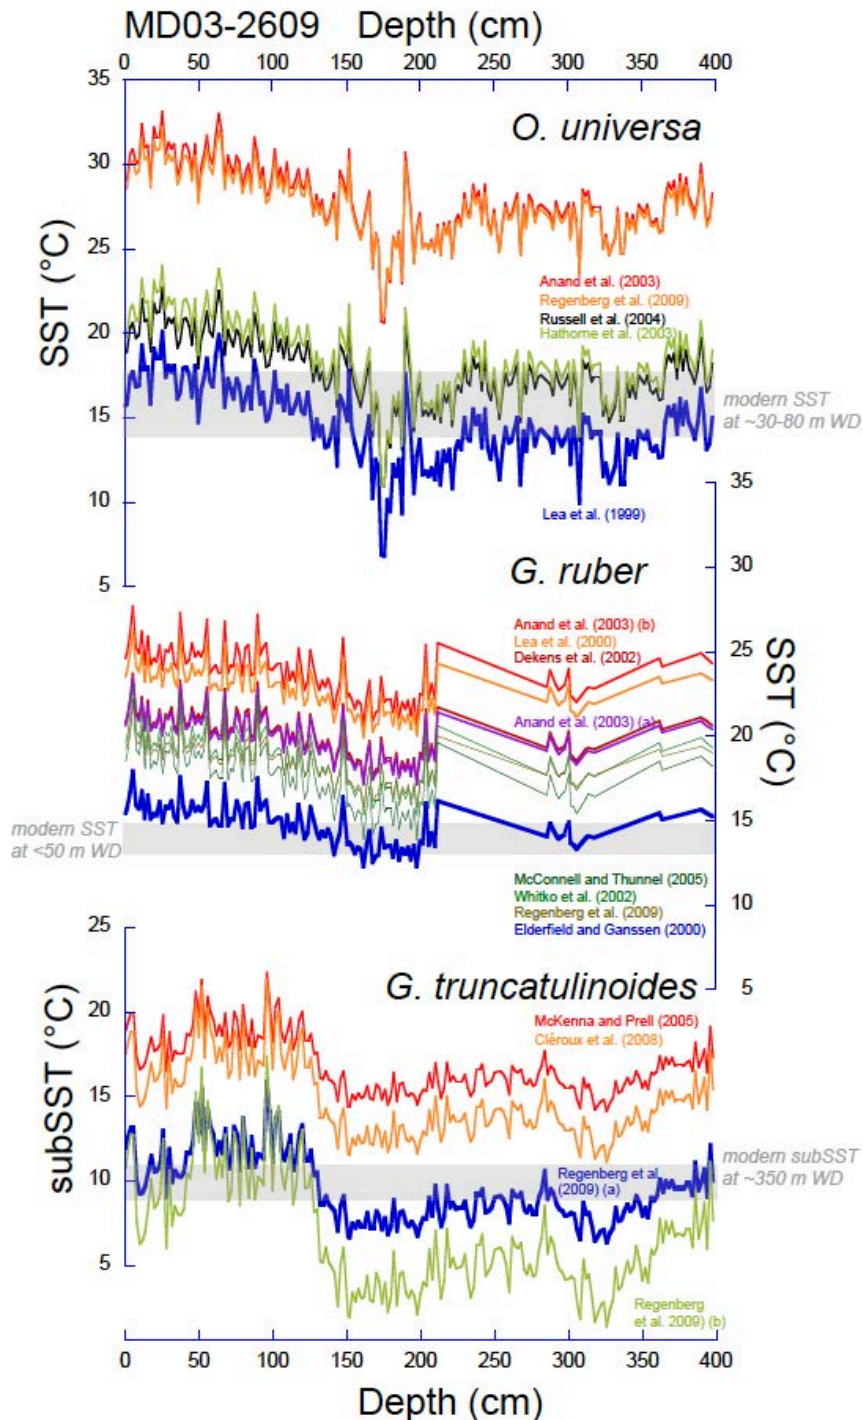 MD03-2609 Depth (cm)
0 50 100 150 200 250 300 350 400
35
30
25
20
15
10
5
SST (°C)
O. universa
Anand et al. (2003)
Regenberg et al. (2009)
Russell et al. (2004)
Hathorne et al. (2003)
modern SST
at ~30-80 m WD
Lea et al. (1999)
35
30
25
20
15
10
5
SST (°C)
G. ruber
Anand et al. (2003) (b)
Lea et al. (2000)
Dekens et al. (2002)
Anand et al. (2003) (a)
modern SST
at <50 m WD
McConnell and Thunnel (2005)
Whitko et al. (2002)
Regenberg et al. (2009)
Elderfield and Ganssen (2000)
25
20
15
10
5
subSST (°C)
G. truncatulinoides
McKenna and Prell (2005)
Cléroux et al. (2008)
modern subSST
at ~350 m WD
Regenberg et al.
(2009) (a)
Regenberg
et al. 2009) (b)
0 50 100 150 200 250 300 350 400
Depth (cm)